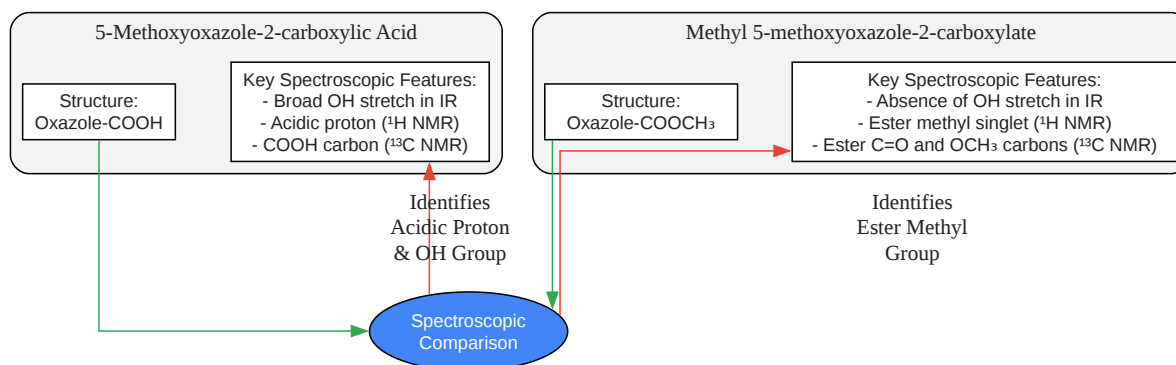 5-Methoxyoxazole-2-carboxylic Acid
Structure:
Oxazole-COOH
Key Spectroscopic Features:
- Broad OH stretch in IR
- Acidic proton (¹H NMR)
- COOH carbon (¹³C NMR)
Methyl 5-methoxyoxazole-2-carboxylate
Structure:
Oxazole-COOCH₃
Key Spectroscopic Features:
- Absence of OH stretch in IR
- Ester methyl singlet (¹H NMR)
- Ester C=O and OCH₃ carbons (¹³C NMR)
Identifies
Acidic Proton
& OH Group
Identifies
Ester Methyl
Group
Spectroscopic
Comparison